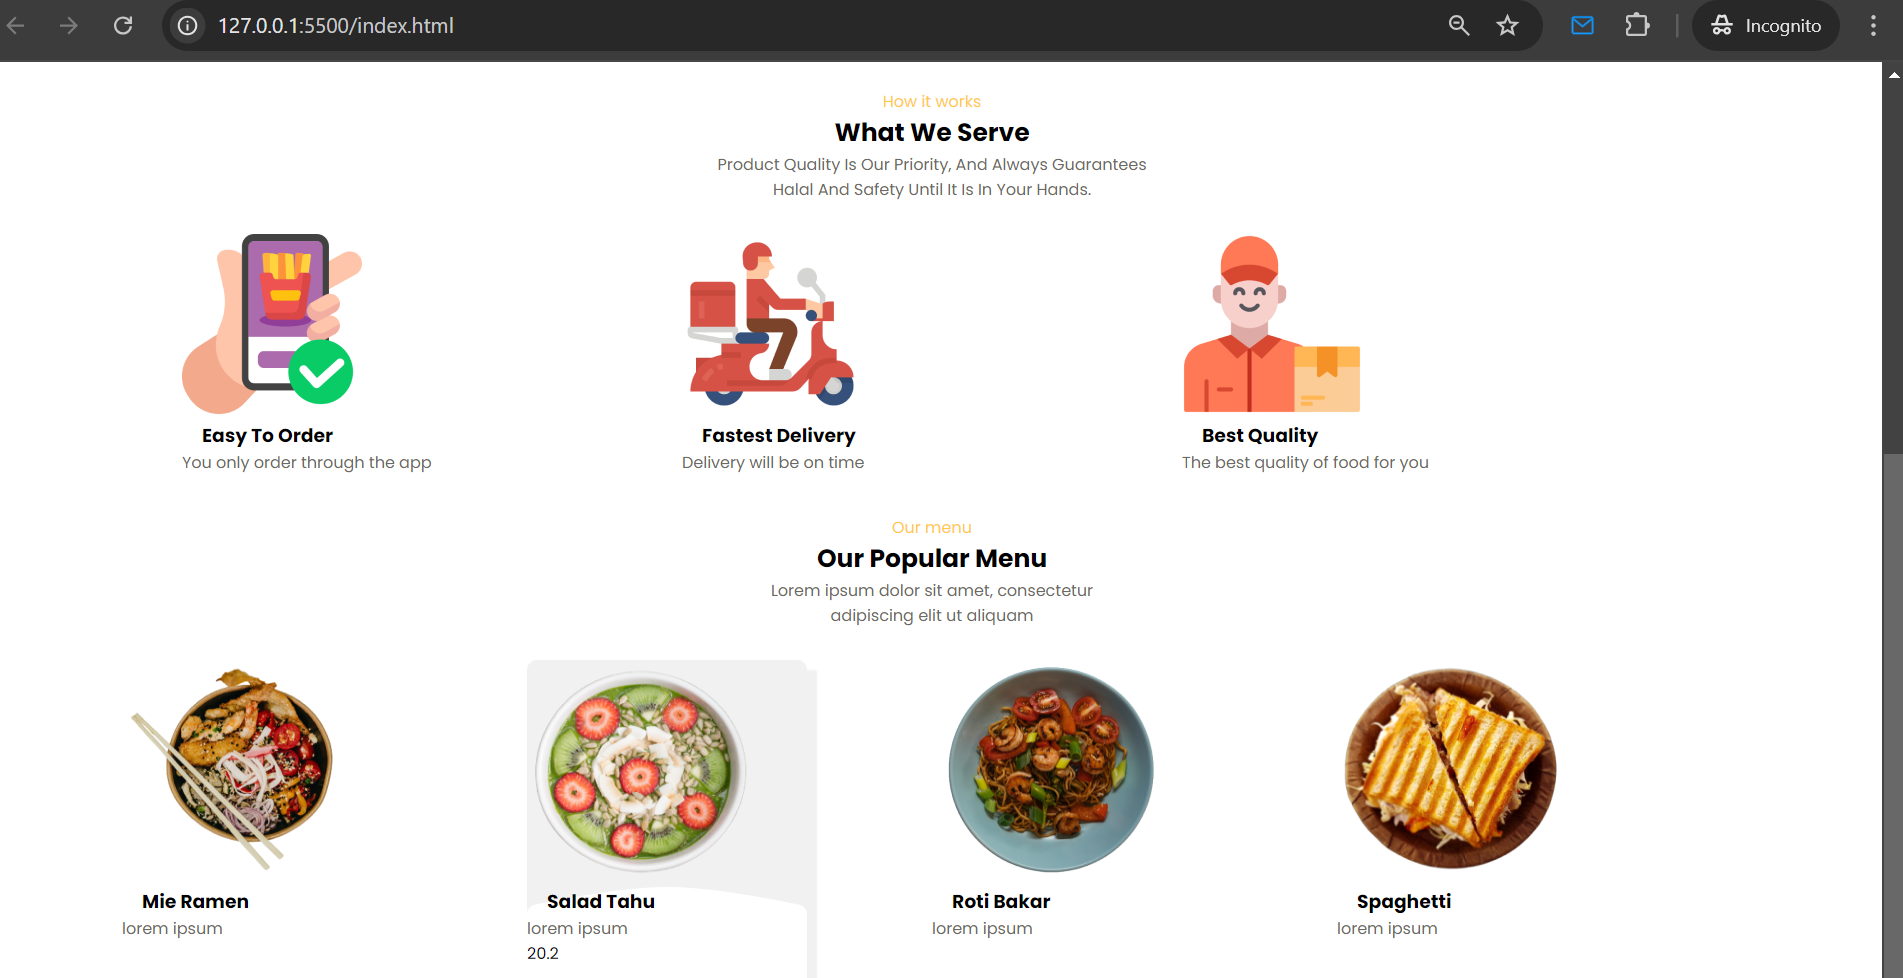 127.0.0.1:5500/index.html
Incognito
How it works
What We Serve
Product Quality Is Our Priority, And Always Guarantees
Halal And Safety Until It Is In Your Hands.
Easy To Order
You only order through the app
Fastest Delivery
Delivery will be on time
Best Quality
The best quality of food for you
Our menu
Our Popular Menu
Lorem ipsum dolor sit amet, consectetur
adipiscing elit ut aliquam
Mie Ramen
lorem ipsum
Salad Tahu
lorem ipsum
20.2
Roti Bakar
lorem ipsum
Spaghetti
lorem ipsum